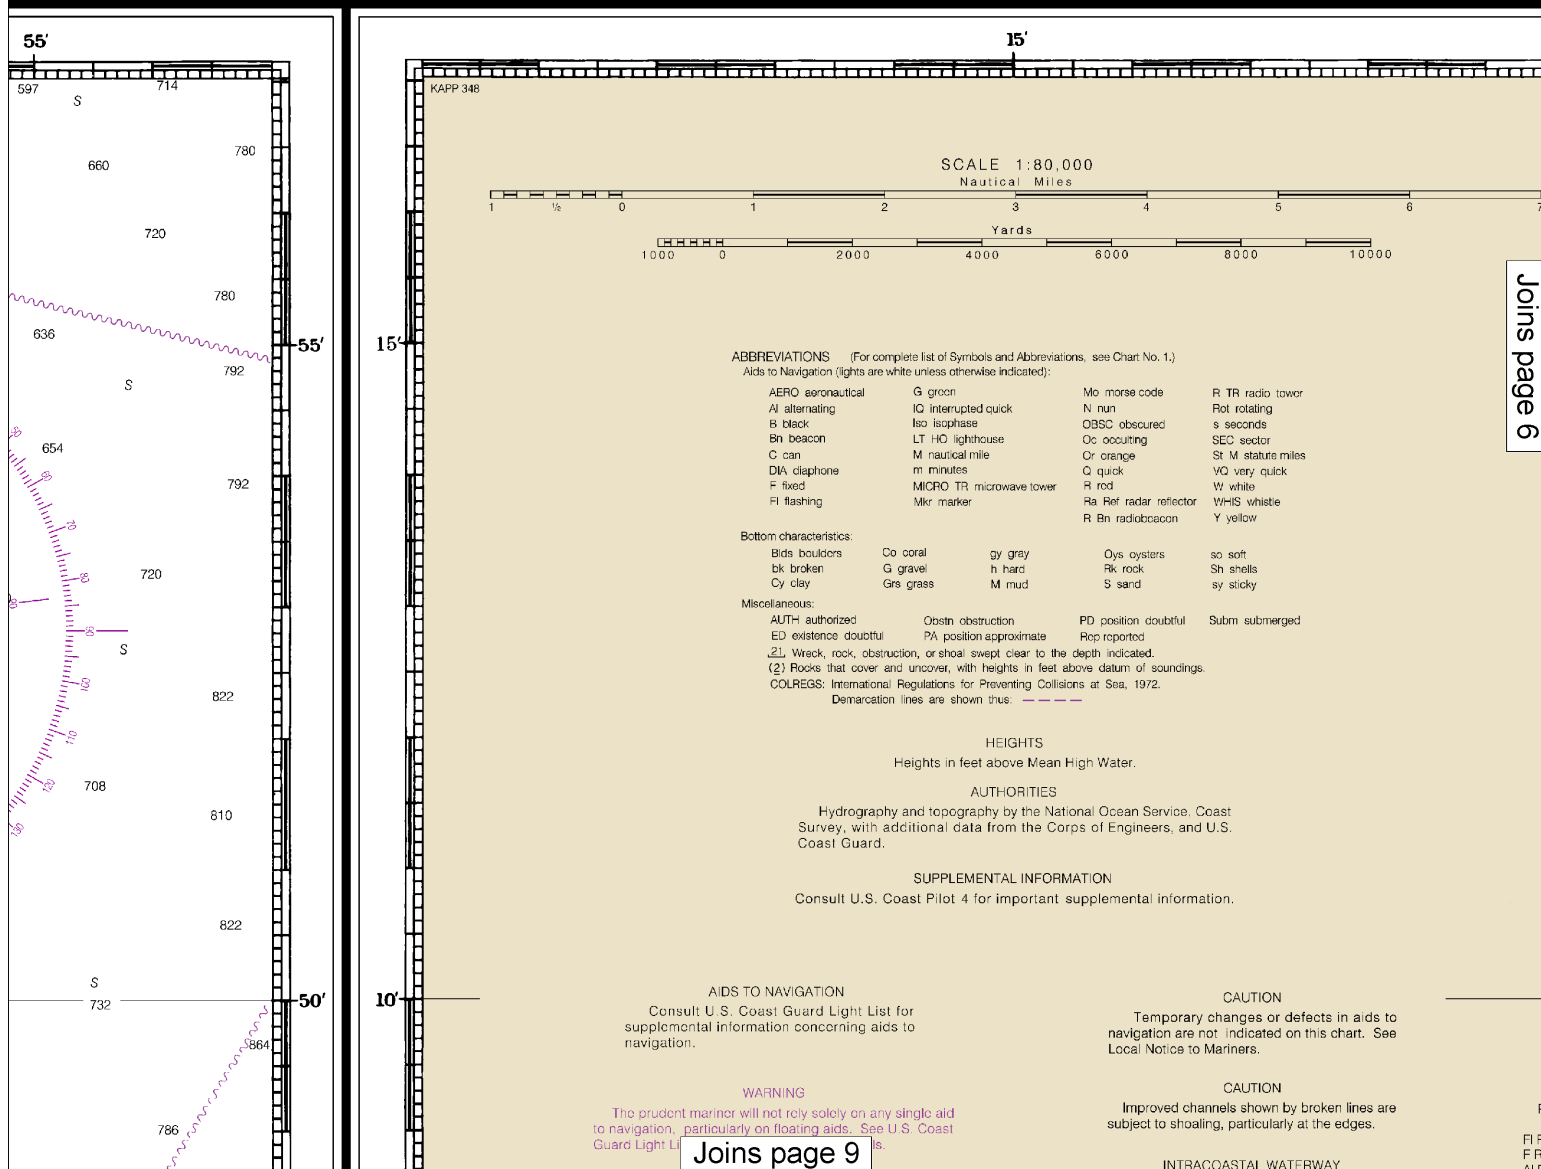 55′
597
714
S
660
780
720
780
636
55′
792
S
50
60
654
70
792
80
720
90
S
100
822
110
120
708
130
810
822
S
732
50′
864
786
15′
KAPP 348
SCALE 1:80,000
Nautical Miles
1 ½ 0 1 2 3 4 5 6 7
Yards
1000 0 2000 4000 6000 8000 10000
Joins page 6
15′
ABBREVIATIONS (For complete list of Symbols and Abbreviations, see Chart No. 1.)
Aids to Navigation (lights are white unless otherwise indicated):
AERO aeronautical G green Mo morse code R TR radio tower
Al alternating IQ interrupted quick N nun Rot rotating
B black Iso isophase OBSC obscured s seconds
Bn beacon LT HO lighthouse Oc occulting SEC sector
C can M nautical mile Or orange St M statute miles
DIA diaphone m minutes Q quick VQ very quick
F fixed MICRO TR microwave tower R red W white
Fl flashing Mkr marker Ra Ref radar reflector WHIS whistle
R Bn radiobeacon Y yellow
Bottom characteristics:
Blds boulders Co coral gy gray Oys oysters so soft
bk broken G gravel h hard Rk rock Sh shells
Cy clay Grs grass M mud S sand sy sticky
Miscellaneous:
AUTH authorized Obstn obstruction PD position doubtful Subm submerged
ED existence doubtful PA position approximate Rep reported
21 Wreck, rock, obstruction, or shoal swept clear to the depth indicated.
(2) Rocks that cover and uncover, with heights in feet above datum of soundings.
COLREGS: International Regulations for Preventing Collisions at Sea, 1972.
Demarcation lines are shown thus:
HEIGHTS
Heights in feet above Mean High Water.
AUTHORITIES
Hydrography and topography by the National Ocean Service, Coast
Survey, with additional data from the Corps of Engineers, and U.S.
Coast Guard.
SUPPLEMENTAL INFORMATION
Consult U.S. Coast Pilot 4 for important supplemental information.
10′
AIDS TO NAVIGATION
Consult U.S. Coast Guard Light List for
supplemental information concerning aids to
navigation.
WARNING
The prudent mariner will not rely solely on any single aid
to navigation, particularly on floating aids. See U.S. Coast
Guard Light
Joins page 9
CAUTION
Temporary changes or defects in aids to
navigation are not indicated on this chart. See
Local Notice to Mariners.
CAUTION
Improved channels shown by broken lines are
subject to shoaling, particularly at the edges.
INTRACOASTAL WATERWAY